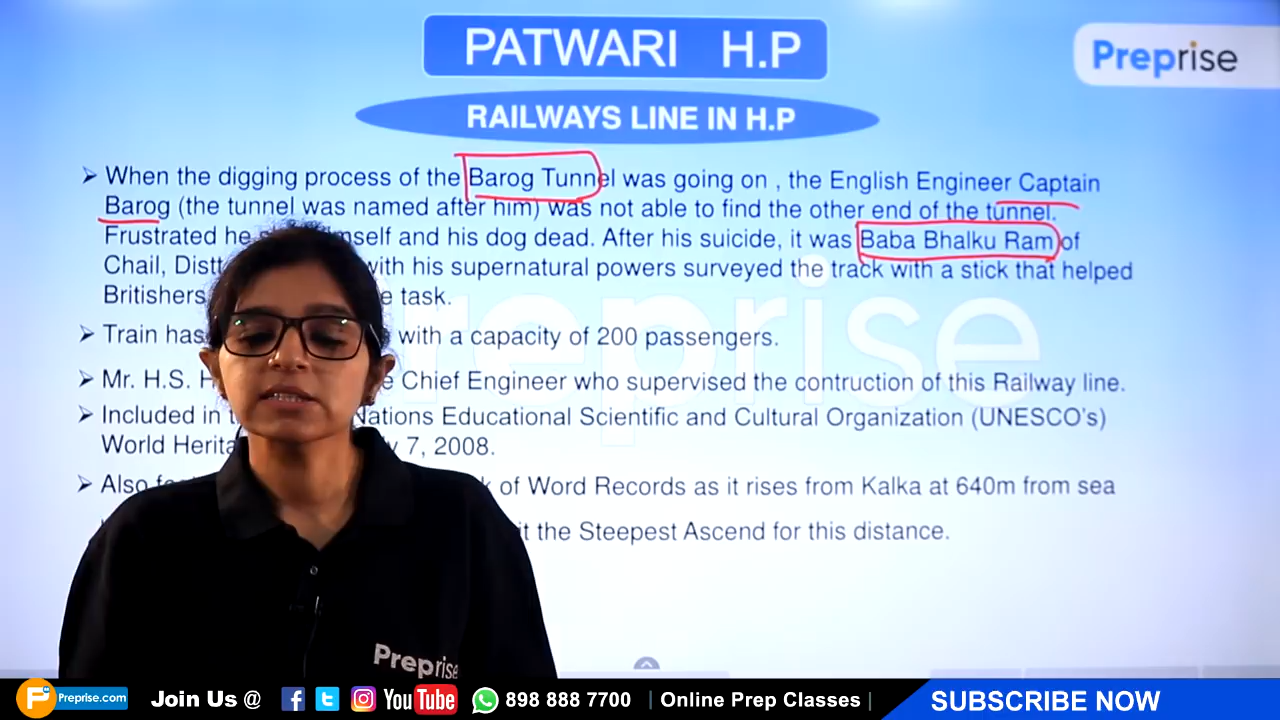 PATWARI H.P
Preprise
RAILWAYS LINE IN H.P
When the digging process of the Barog Tunnel was going on , the English Engineer Captain
Barog (the tunnel was named after him) was not able to find the other end of the tunnel.
Frustrated he himself and his dog dead. After his suicide, it was Baba Bhalku Ram of
Chail, Distt with his supernatural powers surveyed the track with a stick that helped
Britishers task.
Train has with a capacity of 200 passengers.
Mr. H.S. Chief Engineer who supervised the contruction of this Railway line.
Included in Nations Educational Scientific and Cultural Organization (UNESCO's)
World 7, 2008.
Also of Word Records as it rises from Kalka at 640m from sea
it the Steepest Ascend for this distance.
Preprise
Preprise
Preprise.com
Join Us @
YouTube
898 888 7700
Online Prep Classes
SUBSCRIBE NOW